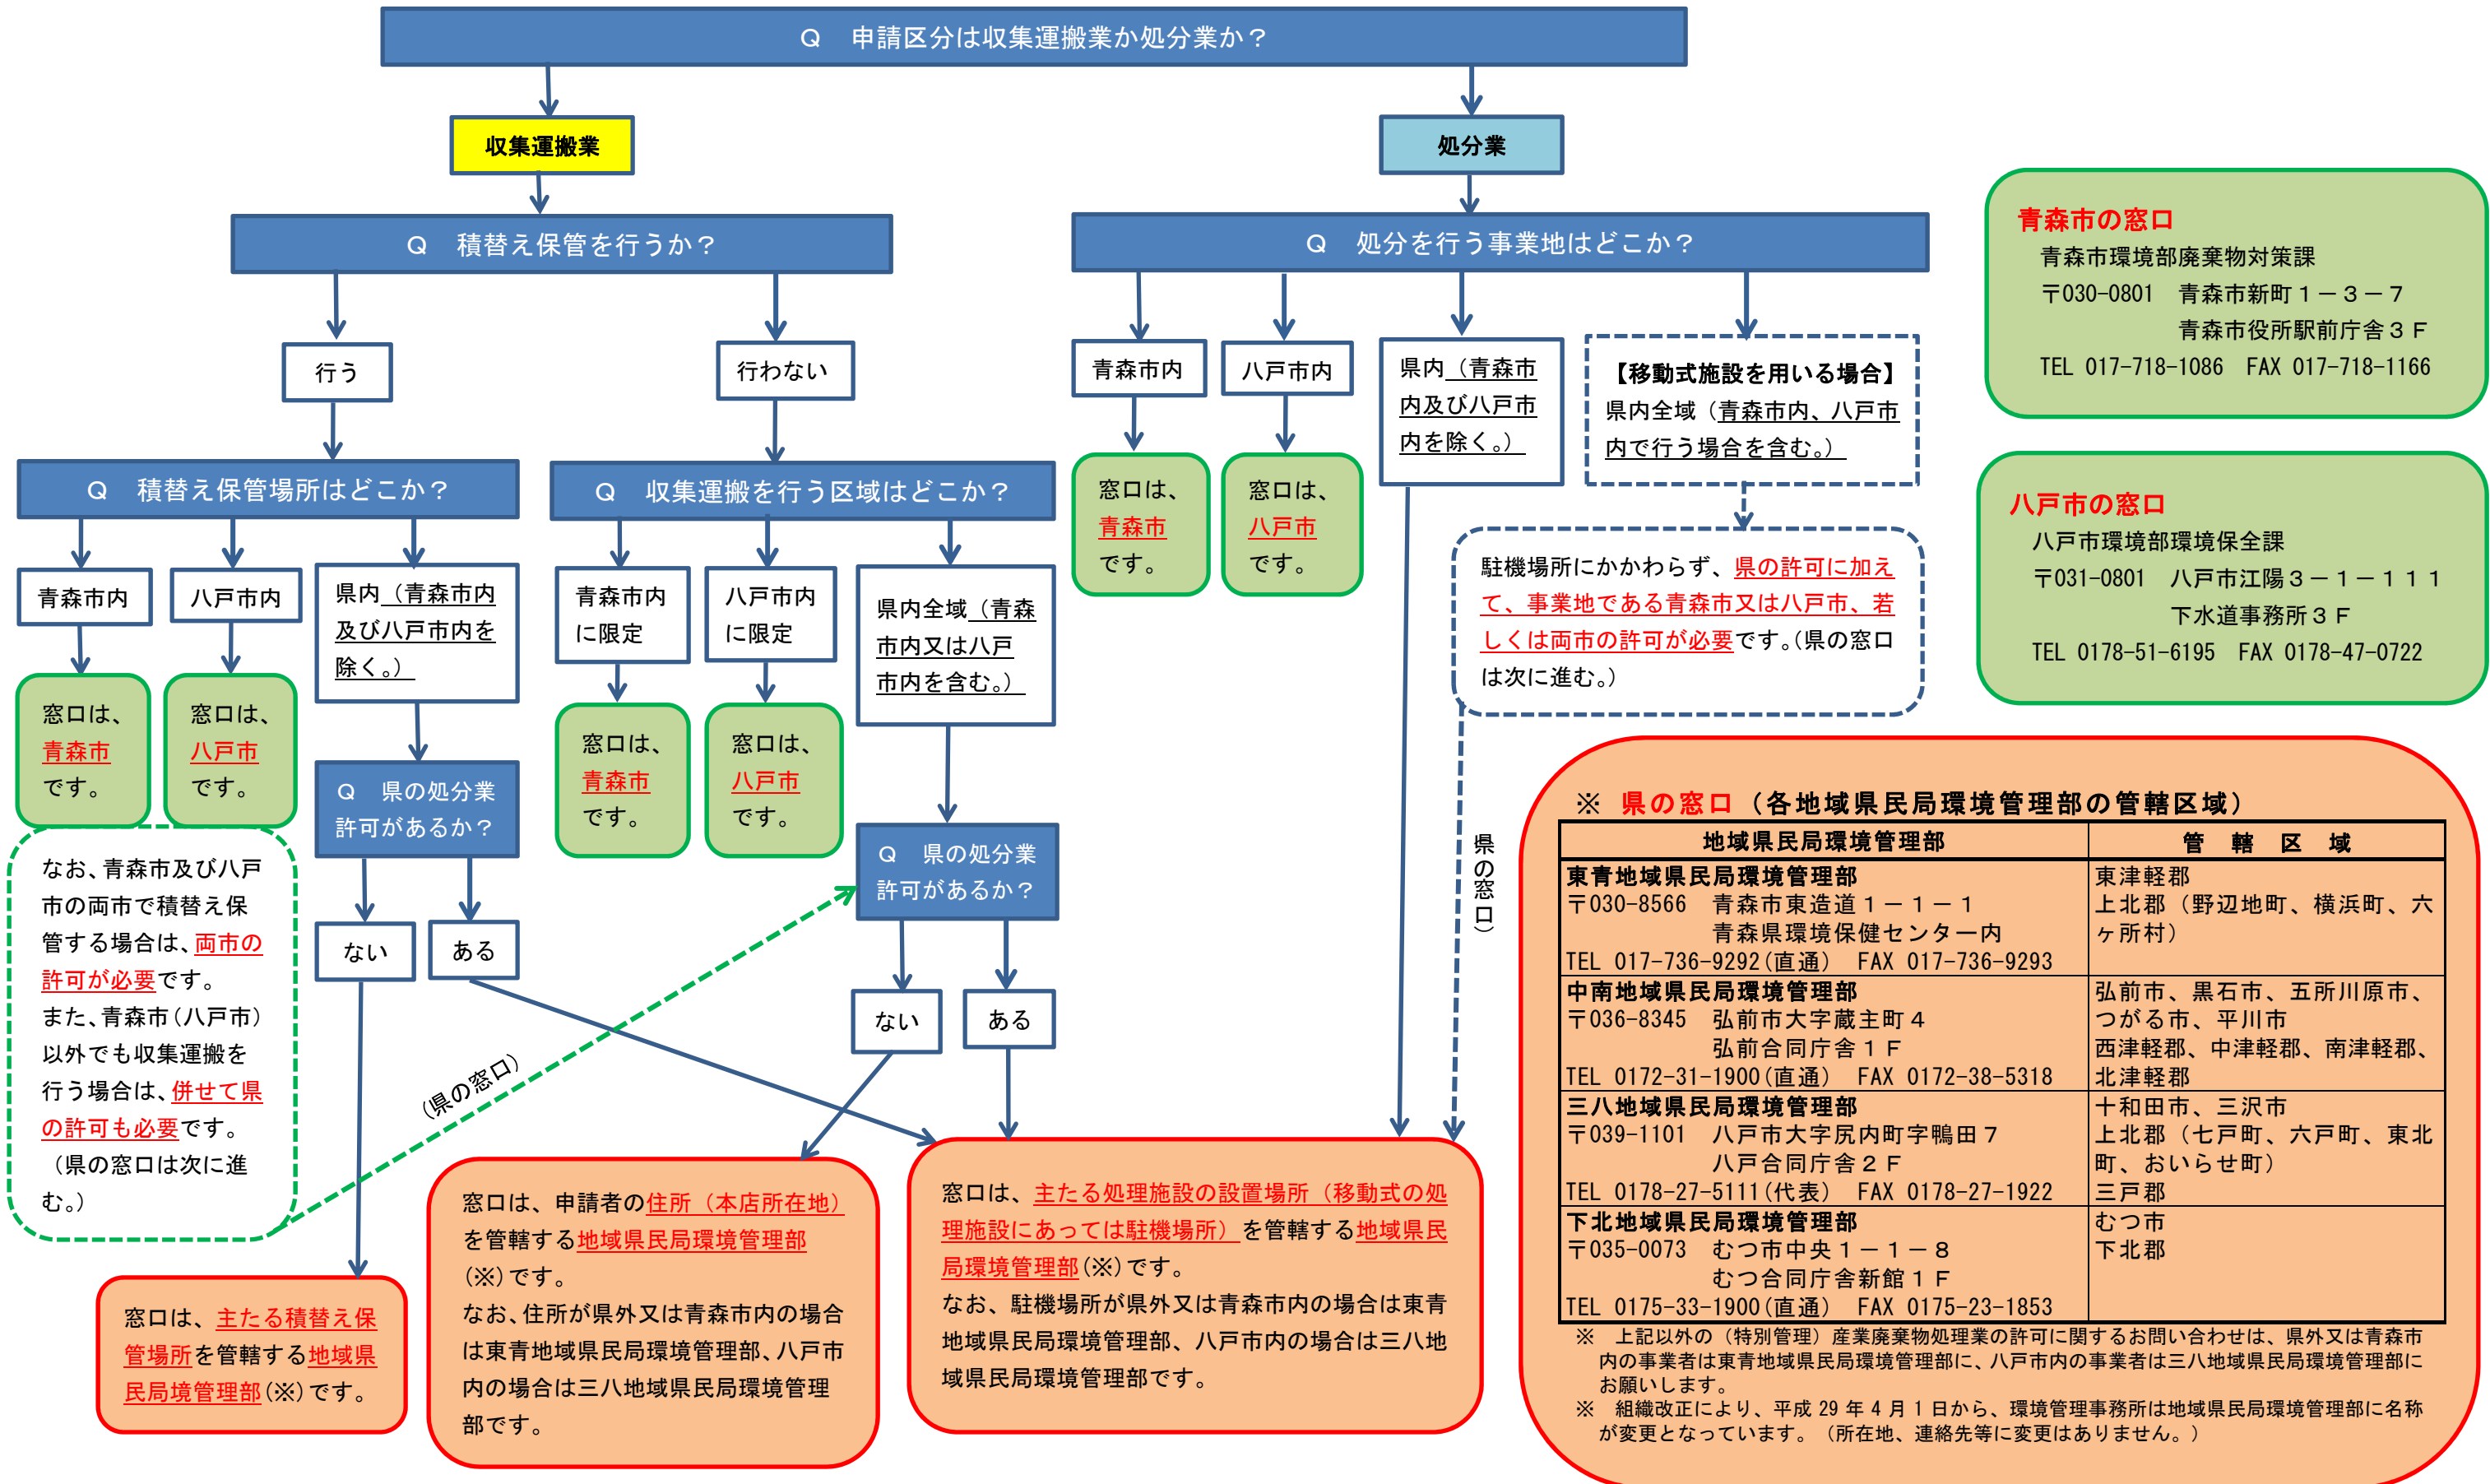 Q 申請区分は収集運搬業か処分業か？
収集運搬業
処分業
Q 積替え保管を行うか？
行う
行わない
Q 積替え保管場所はどこか？
青森市内
八戸市内
県内（青森市内
及び八戸市内を
除く。）
窓口は、
青森市
です。
窓口は、
八戸市
です。
なお、青森市及び八戸
市の両市で積替え保
管する場合は、両市の
許可が必要です。
また、青森市（八戸市）
以外でも収集運搬を
行う場合は、併せて県
の許可も必要です。
（県の窓口は次に進
む。）
Q 県の処分業
許可があるか？
ない
ある
（県の窓口）
窓口は、主たる積替え保
管場所を管轄する地域県
民局境管理部(※)です。
Q 収集運搬を行う区域はどこか？
青森市内
に限定
八戸市内
に限定
県内全域（青森
市内又は八戸
市内を含む。）
窓口は、
青森市
です。
窓口は、
八戸市
です。
Q 県の処分業
許可があるか？
ない
ある
窓口は、申請者の住所（本店所在地）
を管轄する地域県民局環境管理部
(※)です。
なお、住所が県外又は青森市内の場合
は東青地域県民局環境管理部、八戸市
内の場合は三八地域県民局環境管理
部です。
Q 処分を行う事業地はどこか？
青森市内
八戸市内
県内（青森市
内及び八戸市
内を除く。）
【移動式施設を用いる場合】
県内全域（青森市内、八戸市
内で行う場合を含む。）
窓口は、
青森市
です。
窓口は、
八戸市
です。
駐機場所にかかわらず、県の許可に加え
て、事業地である青森市又は八戸市、若
しくは両市の許可が必要です。（県の窓口
は次に進む。）
県の窓口）
窓口は、主たる処理施設の設置場所（移動式の処
理施設にあっては駐機場所）を管轄する地域県民
局環境管理部(※)です。
なお、駐機場所が県外又は青森市内の場合は東青
地域県民局環境管理部、八戸市内の場合は三八地
域県民局環境管理部です。
青森市の窓口
青森市環境部廃棄物対策課
〒030-0801 青森市新町１－３－７
青森市役所駅前庁舎３Ｆ
TEL 017-718-1086 FAX 017-718-1166
八戸市の窓口
八戸市環境部環境保全課
〒031-0801 八戸市江陽３－１－１１１
下水道事務所３Ｆ
TEL 0178-51-6195 FAX 0178-47-0722
※ 県の窓口（各地域県民局環境管理部の管轄区域）
地域県民局環境管理部
管 轄 区 域
東青地域県民局環境管理部
〒030-8566 青森市東造道１－１－１
青森県環境保健センター内
TEL 017-736-9292(直通) FAX 017-736-9293
東津軽郡
上北郡（野辺地町、横浜町、六
ヶ所村）
中南地域県民局環境管理部
〒036-8345 弘前市大字蔵主町４
弘前合同庁舎１Ｆ
TEL 0172-31-1900(直通) FAX 0172-38-5318
弘前市、黒石市、五所川原市、
つがる市、平川市
西津軽郡、中津軽郡、南津軽郡、
北津軽郡
三八地域県民局環境管理部
〒039-1101 八戸市大字尻内町字鴨田７
八戸合同庁舎２Ｆ
TEL 0178-27-5111(代表) FAX 0178-27-1922
十和田市、三沢市
上北郡（七戸町、六戸町、東北
町、おいらせ町）
三戸郡
下北地域県民局環境管理部
〒035-0073 むつ市中央１－１－８
むつ合同庁舎新館１Ｆ
TEL 0175-33-1900(直通) FAX 0175-23-1853
むつ市
下北郡
※ 上記以外の（特別管理）産業廃棄物処理業の許可に関するお問い合わせは、県外又は青森市
内の事業者は東青地域県民局環境管理部に、八戸市内の事業者は三八地域県民局環境管理部に
お願いします。
※ 組織改正により、平成 29 年 4 月 1 日から、環境管理事務所は地域県民局環境管理部に名称
が変更となっています。（所在地、連絡先等に変更はありません。）